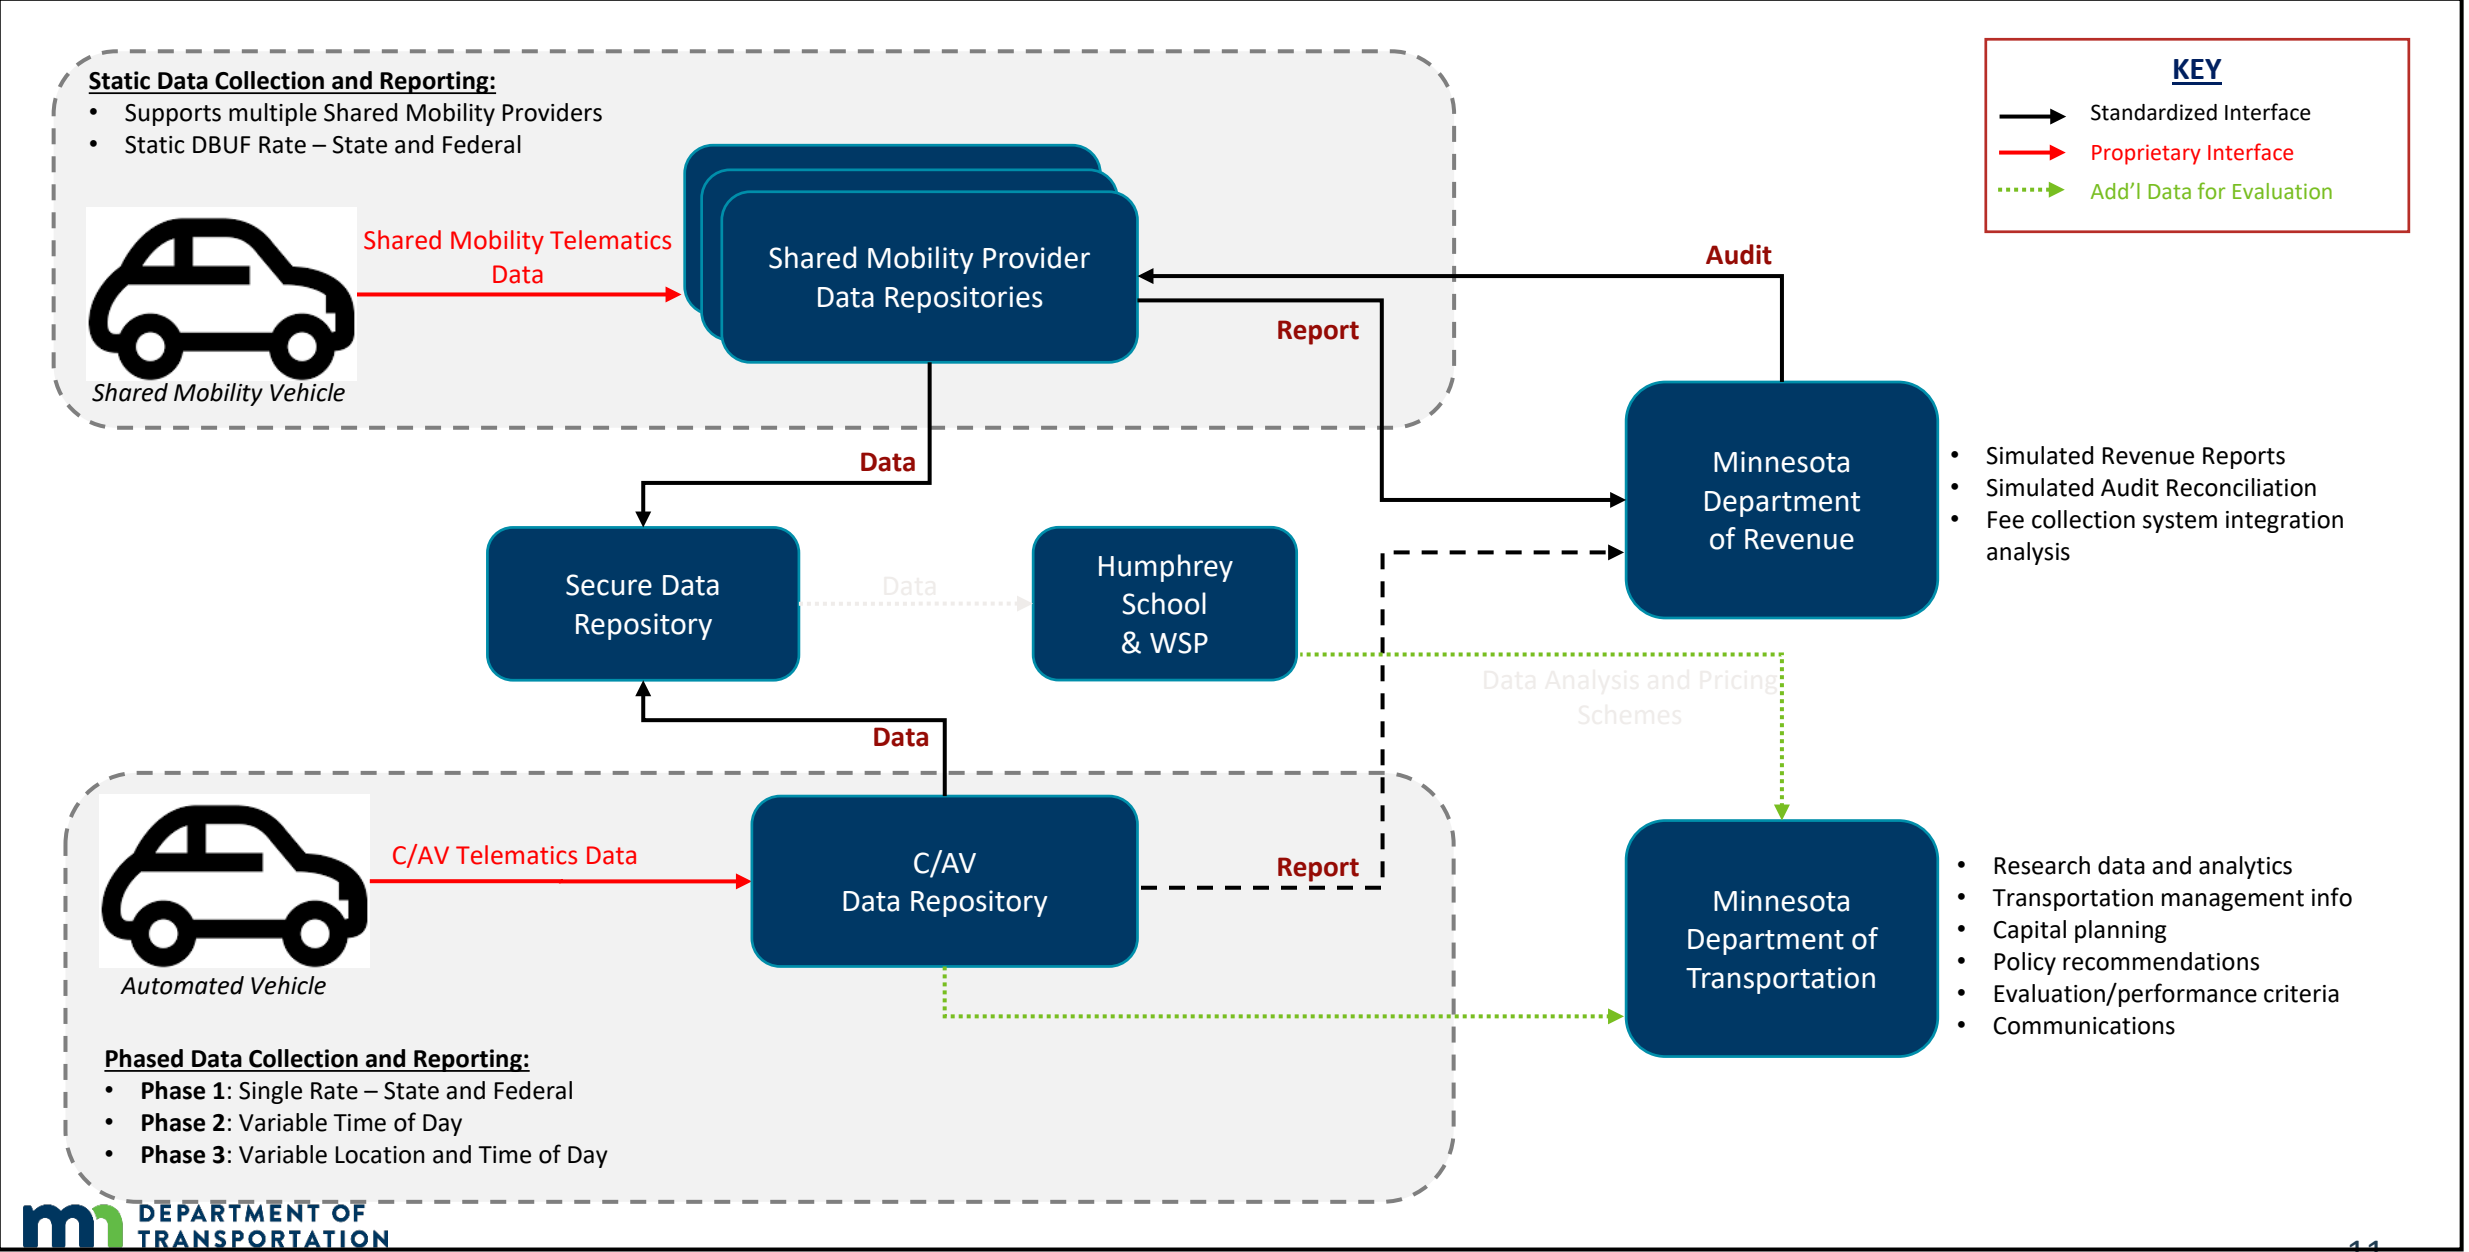 Static Data Collection and Reporting:
• Supports multiple Shared Mobility Providers
• Static DBUF Rate – State and Federal
KEY
Standardized Interface
Proprietary Interface
Add'l Data for Evaluation
Shared Mobility Telematics
Data
Shared Mobility Vehicle
Shared Mobility Provider
Data Repositories
Audit
Report
Data
Minnesota
Department
of Revenue
• Simulated Revenue Reports
• Simulated Audit Reconciliation
• Fee collection system integration
analysis
Secure Data
Repository
Data
Humphrey
School
& WSP
Data Analysis and Pricing
Schemes
Data
C/AV Telematics Data
Automated Vehicle
C/AV
Data Repository
Report
Minnesota
Department of
Transportation
• Research data and analytics
• Transportation management info
• Capital planning
• Policy recommendations
• Evaluation/performance criteria
• Communications
Phased Data Collection and Reporting:
• Phase 1: Single Rate – State and Federal
• Phase 2: Variable Time of Day
• Phase 3: Variable Location and Time of Day
DEPARTMENT OF
TRANSPORTATION
11